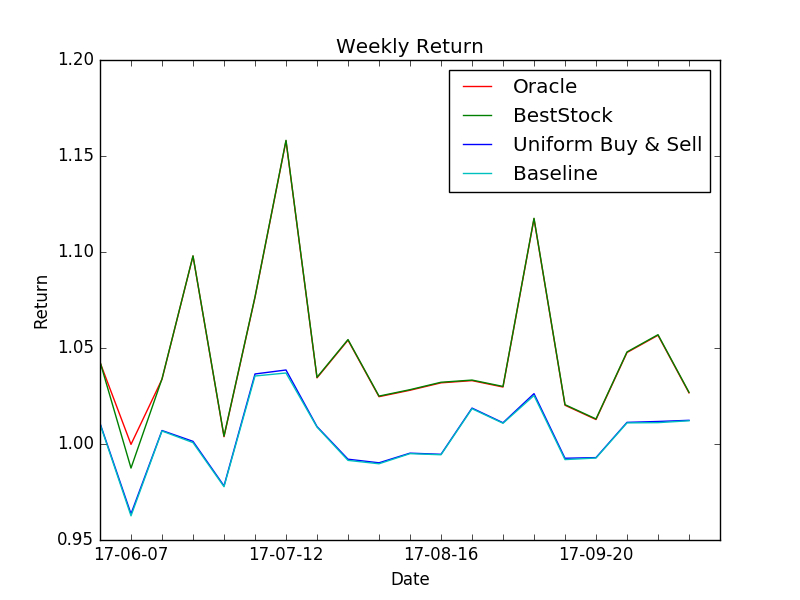 Weekly Return
1.20
1.15
1.10
1.05
1.00
0.95
Return
Oracle
BestStock
Uniform Buy & Sell
Baseline
17-06-07
17-07-12
17-08-16
17-09-20
Date